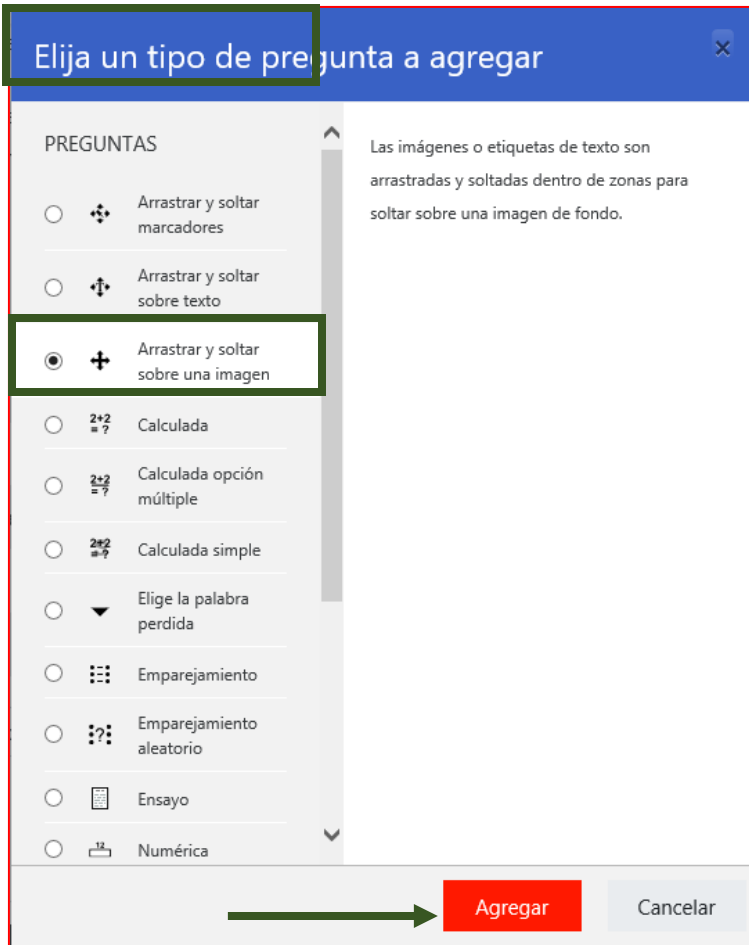 Elija un tipo de pregunta a agregar
PREGUNTAS
Arrastrar y soltar
marcadores
Arrastrar y soltar
sobre texto
Arrastrar y soltar
sobre una imagen
2+2
= ?
Calculada
2+2
= ?
Calculada opción
múltiple
2+2
= ?
Calculada simple
Elige la palabra
perdida
Emparejamiento
?
Emparejamiento
aleatorio
Ensayo
12
Numérica
Las imágenes o etiquetas de texto son
arrastradas y soltadas dentro de zonas para
soltar sobre una imagen de fondo.
Agregar
Cancelar